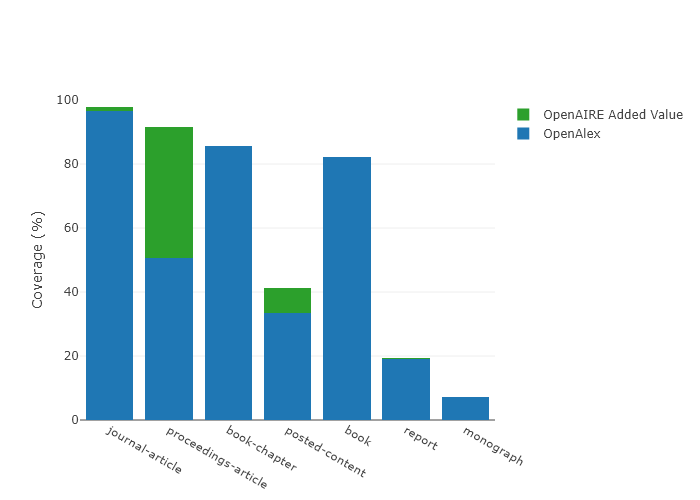 100
80
60
40
20
0
Coverage (%)
journal-article
proceedings-article
book-chapter
posted-content
book
report
monograph
OpenAIRE Added Value
OpenAlex